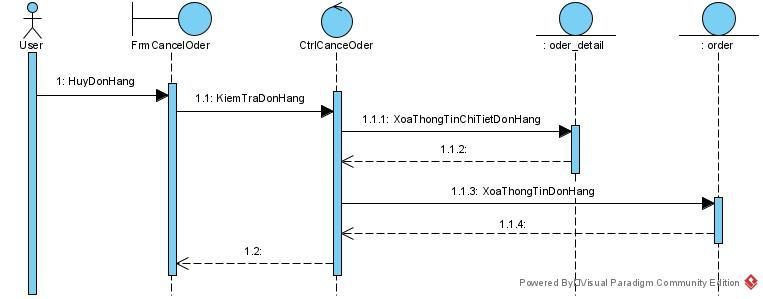 User
FrmCancelOder
CtrlCanceOder
: oder_detail
: order
1: HuyDonHang
1.1: KiemTraDonHang
1.1.1: XoaThongTinChiTietDonHang
1.1.2:
1.1.3: XoaThongTinDonHang
1.1.4:
1.2:
Powered By Visual Paradigm Community Edition